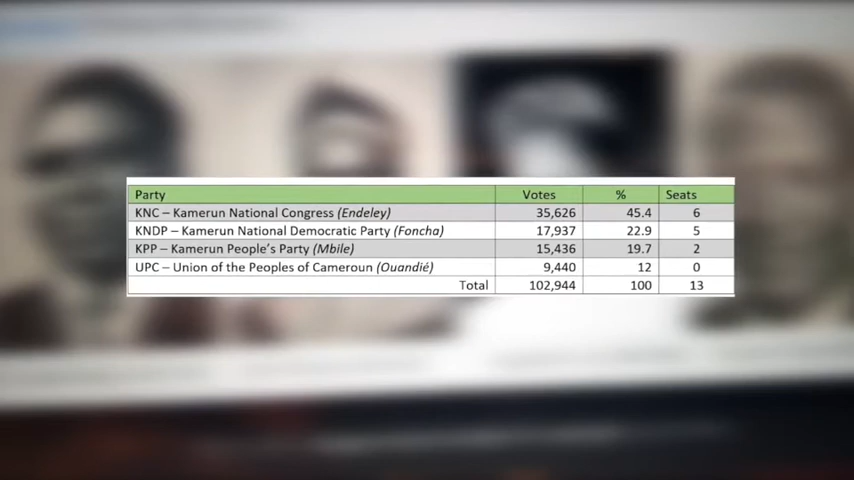 Party Votes % Seats
KNC – Kamerun National Congress (Endeley) 35,626 45.4 6
KNDP – Kamerun National Democratic Party (Foncha) 17,937 22.9 5
KPP – Kamerun People's Party (Mbile) 15,436 19.7 2
UPC – Union of the Peoples of Cameroun (Ouandié) 9,440 12 0
Total 102,944 100 13